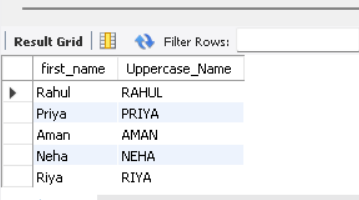 Result Grid Filter Rows:
first_name Uppercase_Name
Rahul RAHUL
Priya PRIYA
Aman AMAN
Neha NEHA
Riya RIYA